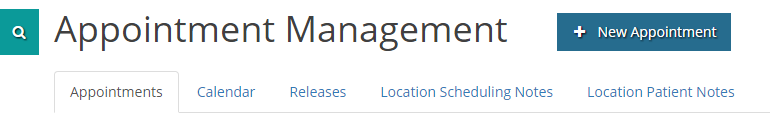 Appointment Management
+ New Appointment
Appointments Calendar Releases Location Scheduling Notes Location Patient Notes